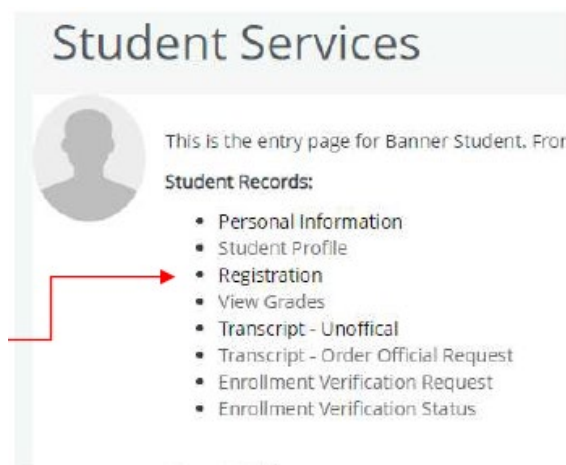 Student Services
This is the entry page for Banner Student. Fror
Student Records:
• Personal Information
• Student Profile
• Registration
• View Grades
• Transcript - Unoffical
• Transcript - Order Official Request
• Enrollment Verification Request
• Enrollment Verification Status